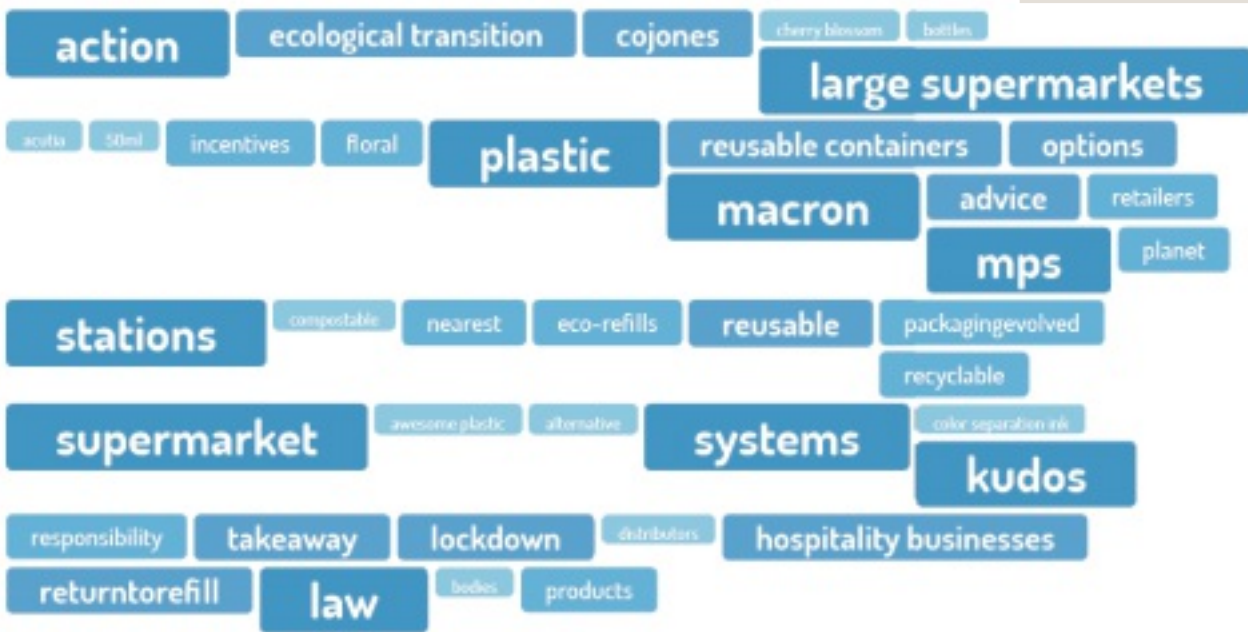 action ecological transition cojones cherry blossom bottles
large supermarkets
acutia 50ml incentives floral plastic reusable containers options
macron advice retailers
mps planet
stations compostable nearest eco-refills reusable packagingevolved
recyclable
supermarket awesome plastic alternative systems color separation ink
kudos
responsibility takeaway lockdown distributors hospitality businesses
returntorefill law bodies products